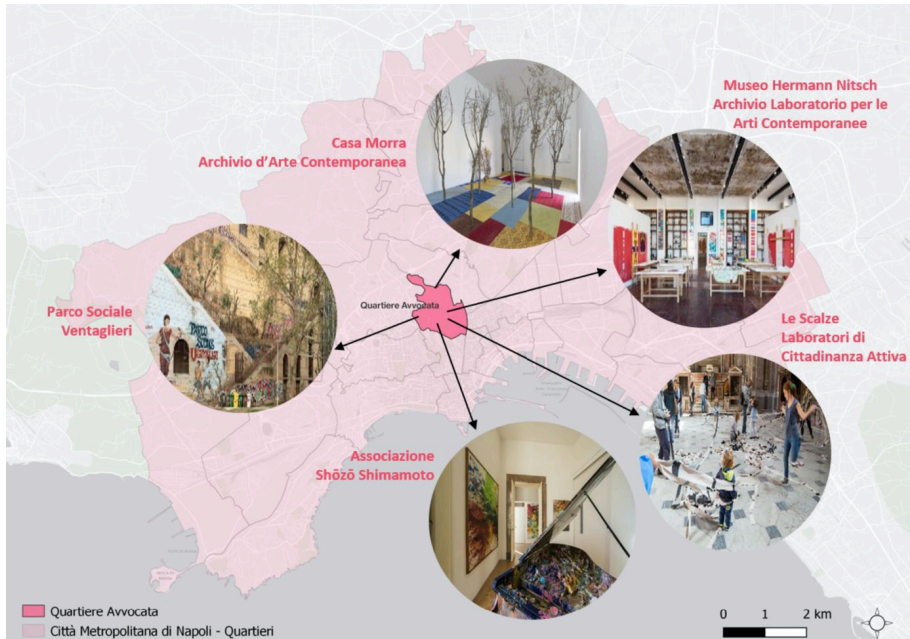 Museo Hermann Nitsch
Archivio Laboratorio per le
Arti Contemporanee
Casa Morra
Archivio d'Arte Contemporanea
Parco Sociale
Ventaglieri
Quartiere Avvocata
Le Scalze
Laboratori di
Cittadinanza Attiva
Associazione
Shōzō Shimamoto
Quartiere Avvocata
Città Metropolitana di Napoli - Quartieri
0 1 2 km